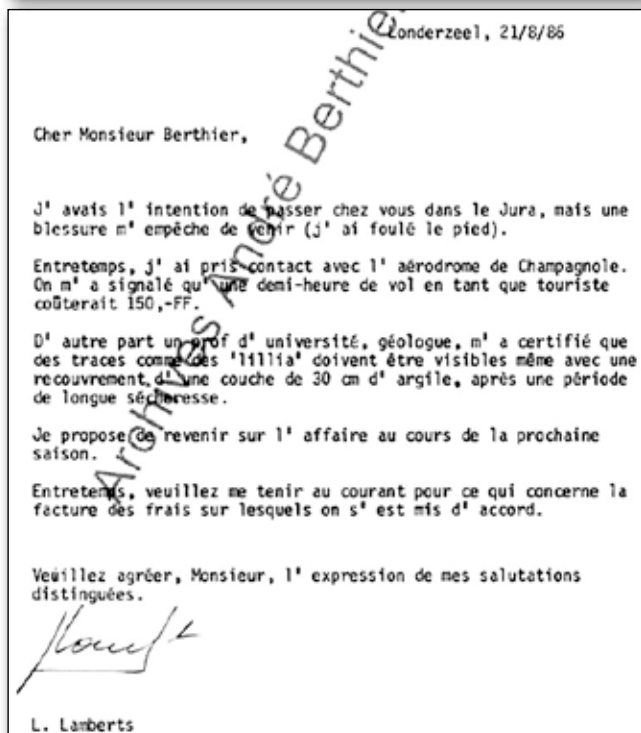 Londerzeel, 21/8/86
Cher Monsieur Berthier,
J' avais l' intention de passer chez vous dans le Jura, mais une
blessure m' empêche de venir (j' ai foulé le pied).
Entretemps, j' ai pris contact avec l' aérodrome de Champagnole.
On m' a signalé qu' une demi-heure de vol en tant que touriste
coûterait 150,-FF.
D' autre part un prof d' université, géologue, m' a certifié que
des traces comme des 'lillia' doivent être visibles même avec une
recouvrement d' une couche de 30 cm d' argile, après une période
de longue sécheresse.
Je propose de revenir sur l' affaire au cours de la prochaine
saison.
Entretemps, veuillez me tenir au courant pour ce qui concerne la
facture des frais sur lesquels on s' est mis d' accord.
Veuillez agréer, Monsieur, l' expression de mes salutations
distinguées.
L. Lamberts
Archives André Berthier